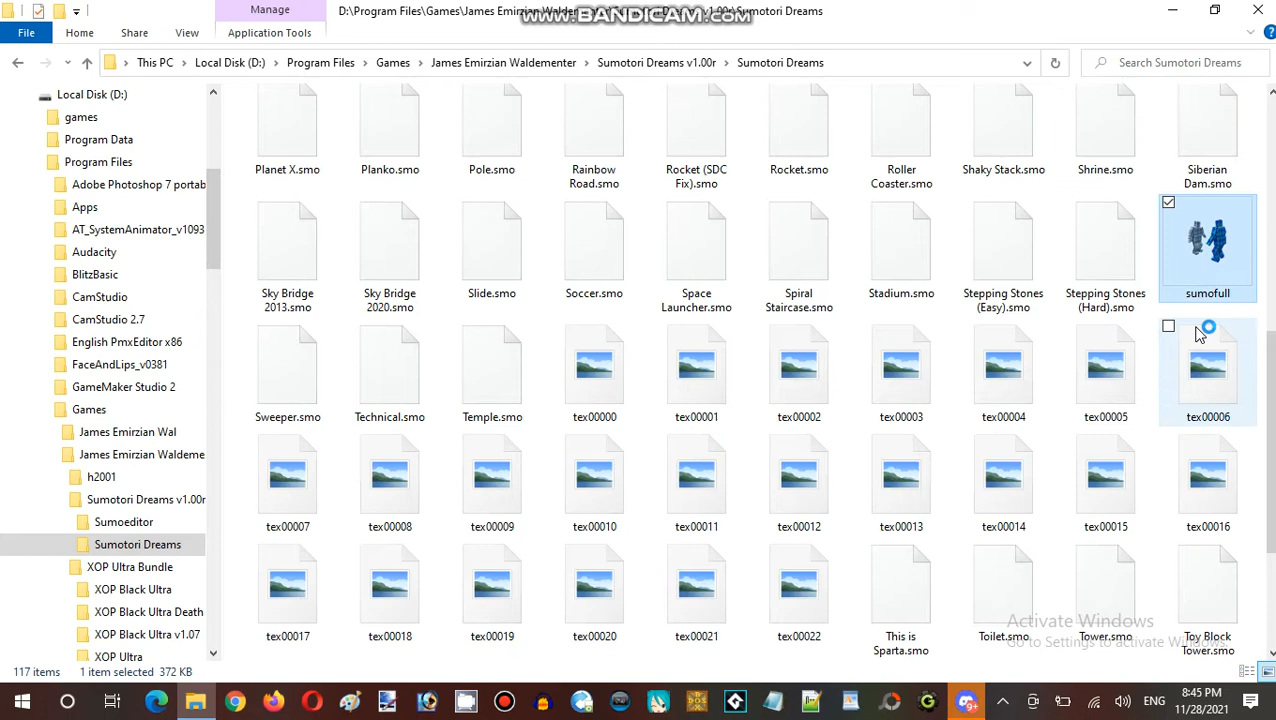 Manage
D:\Program Files\Games\James Emirzian Waldementer\Sumotori Dreams v1.00r\Sumotori Dreams
www.BANDICAM.com
File
Home
Share
View
Application Tools
This PC
Local Disk (D:)
Program Files
Games
James Emirzian Waldementer
Sumotori Dreams v1.00r
Sumotori Dreams
Search Sumotori Dreams
Local Disk (D:)
games
Program Data
Program Files
Adobe Photoshop 7 portab
Apps
AT_SystemAnimator_v1093
Audacity
BlitzBasic
CamStudio
CamStudio 2.7
English PmxEditor x86
FaceAndLips_v0381
GameMaker Studio 2
Games
James Emirzian Wal
James Emirzian Waldeme
h2001
Sumotori Dreams v1.00r
Sumoeditor
Sumotori Dreams
XOP Ultra Bundle
XOP Black Ultra
XOP Black Ultra Death
XOP Black Ultra v1.07
XOP Ultra
Planet X.smo
Planko.smo
Pole.smo
Rainbow
Road.smo
Rocket (SDC
Fix).smo
Rocket.smo
Roller
Coaster.smo
Shaky Stack.smo
Shrine.smo
Siberian
Dam.smo
Sky Bridge
2013.smo
Sky Bridge
2020.smo
Slide.smo
Soccer.smo
Space
Launcher.smo
Spiral
Staircase.smo
Stadium.smo
Stepping Stones
(Easy).smo
Stepping Stones
(Hard).smo
sumofull
Sweeper.smo
Technical.smo
Temple.smo
tex00000
tex00001
tex00002
tex00003
tex00004
tex00005
tex00006
tex00007
tex00008
tex00009
tex00010
tex00011
tex00012
tex00013
tex00014
tex00015
tex00016
tex00017
tex00018
tex00019
tex00020
tex00021
tex00022
This is
Sparta.smo
Toilet.smo
Tower.smo
Toy Block
Tower.smo
Activate Windows
Go to Settings to activate Windows.
117 items
1 item selected 372 KB
9+
ENG
8:45 PM
11/28/2021